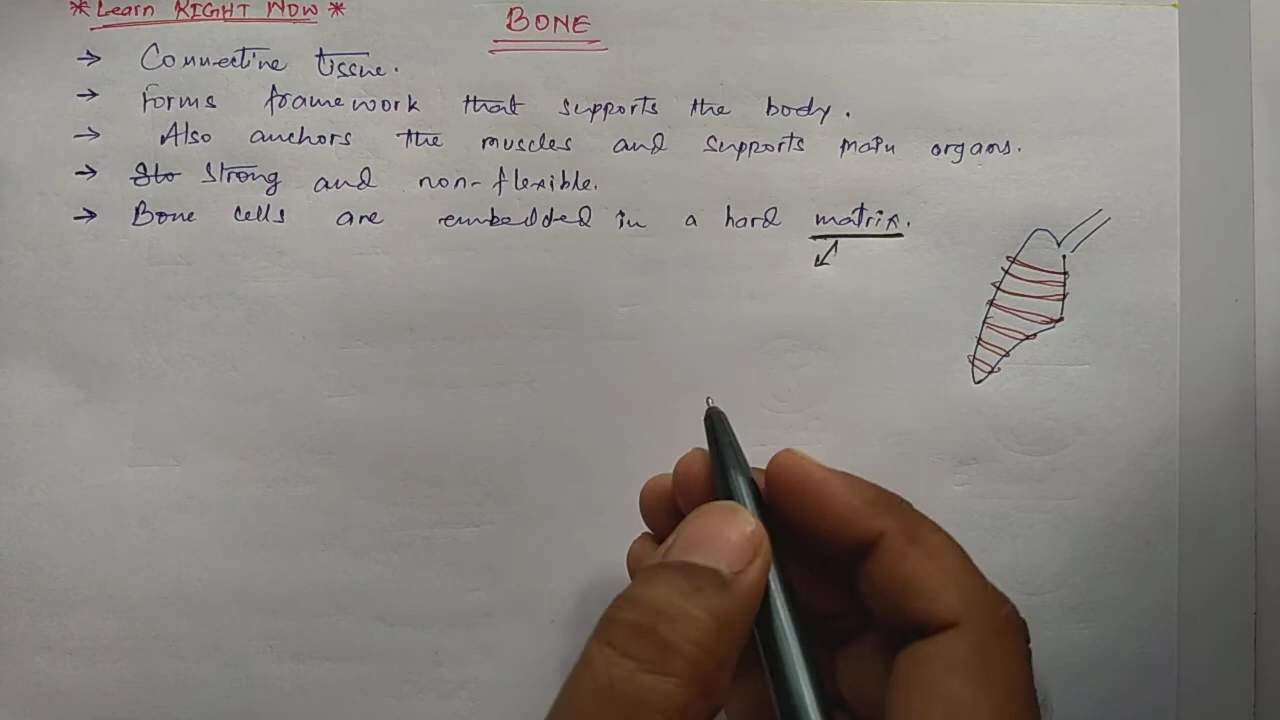 *Learn RIGHT NOW*
BONE
→ Connective tissue.
→ Forms framework that supports the body.
→ Also anchors the muscles and supports main organs.
→ Sto Strong and non-flexible.
→ Bone cells are embedded in a hard matrix.